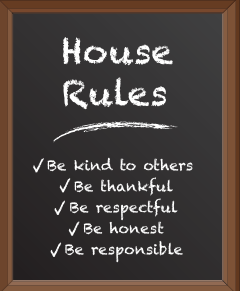 House
Rules
✓Be kind to others
✓Be thankful
✓Be respectful
✓Be honest
✓Be responsible